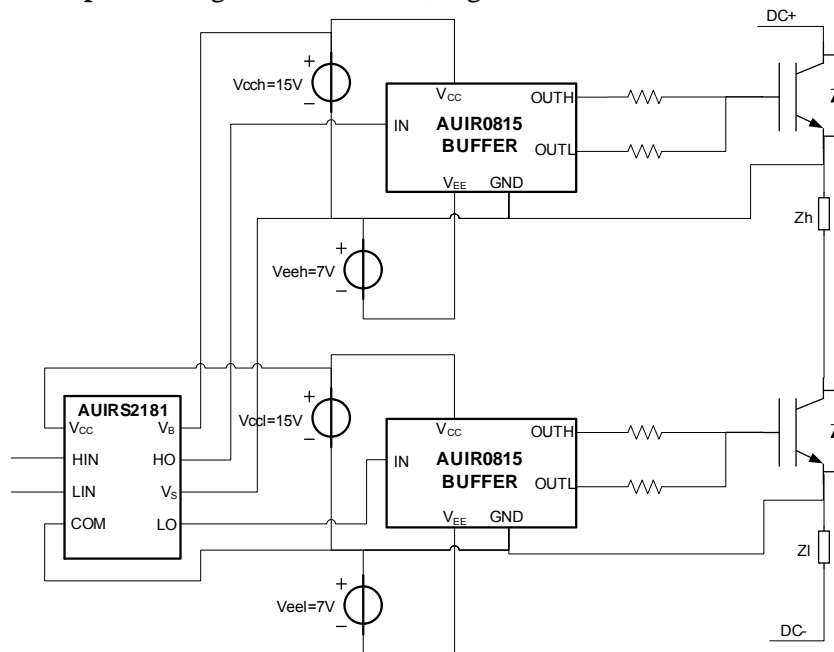 DC+
Vcch=15V
+
−
VCC
OUTH
IN
AUIR0815
BUFFER
OUTL
VEE
GND
Zh
Veeh=7V
+
−
AUIRS2181
VCC
VB
HIN
HO
LIN
VS
COM
LO
Vccl=15V
+
−
VCC
OUTH
IN
AUIR0815
BUFFER
OUTL
VEE
GND
Zl
Veel=7V
+
−
DC-